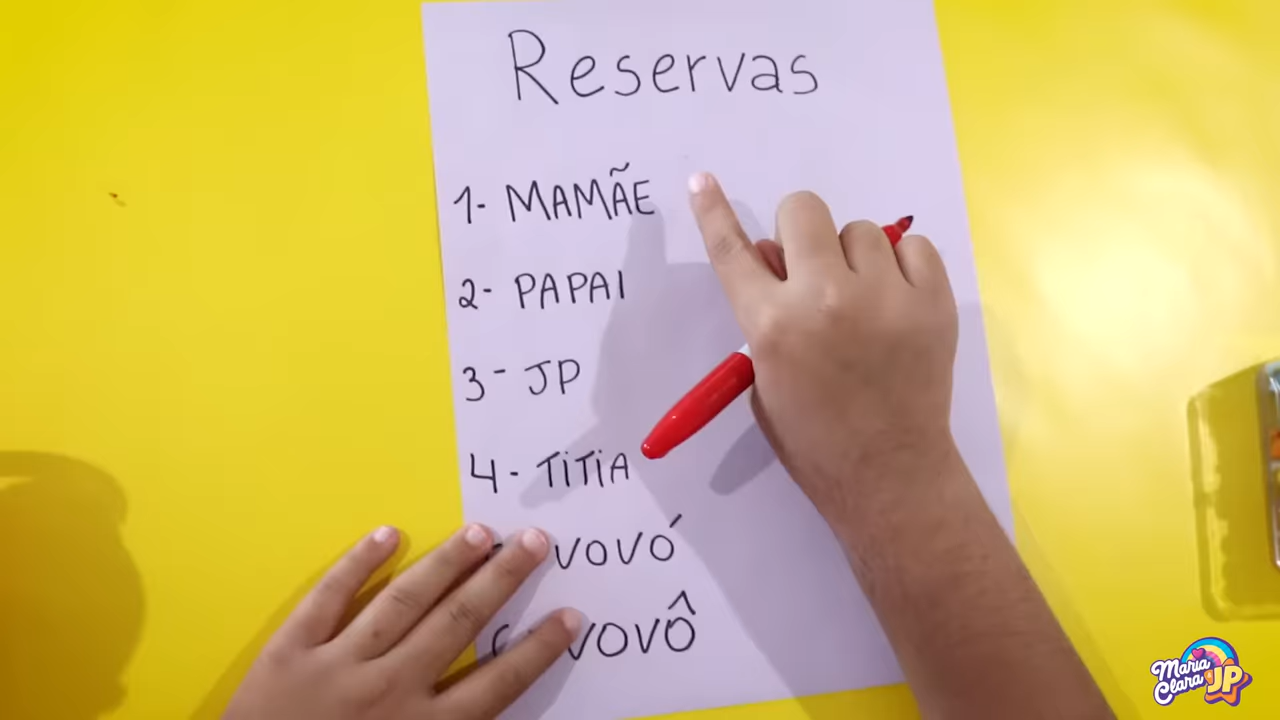 Reservas
1- MAMÃE
2- PAPAI
3- JP
4- TiTiA
VOVÓ
VOVÔ
Maria
Clara
JP